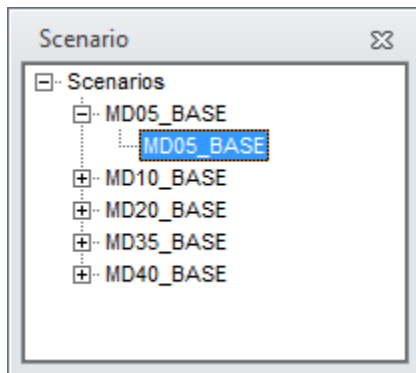 Scenario
Scenarios
MD05_BASE
MD05_BASE
MD10_BASE
MD20_BASE
MD35_BASE
MD40_BASE